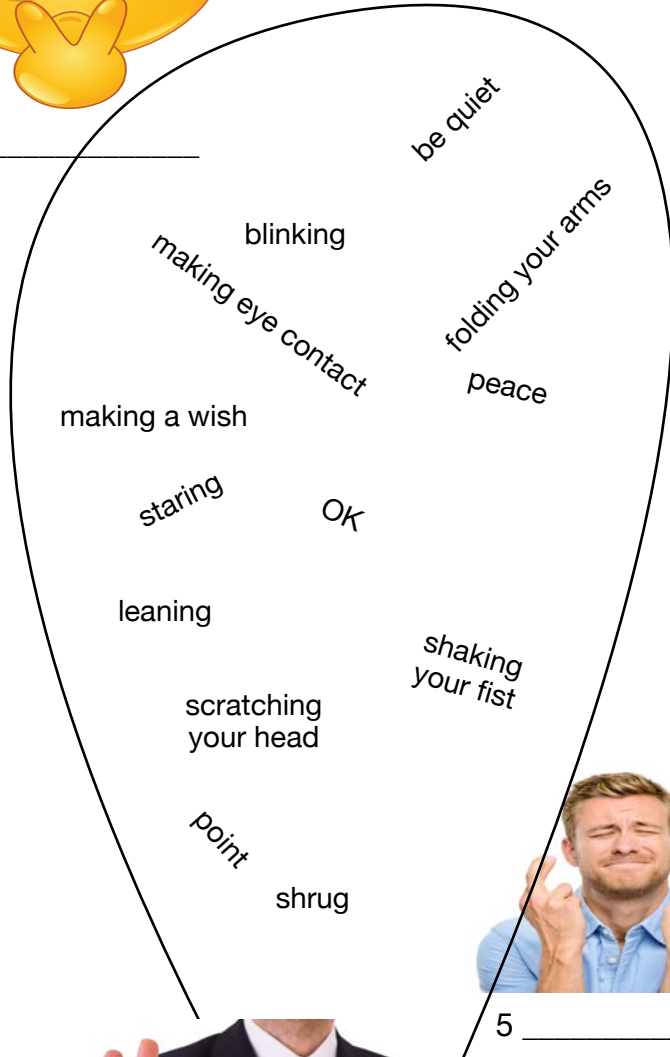 be quiet
blinking
folding your arms
making eye contact
peace
making a wish
staring
OK
leaning
shaking
your fist
scratching
your head
point
shrug
5